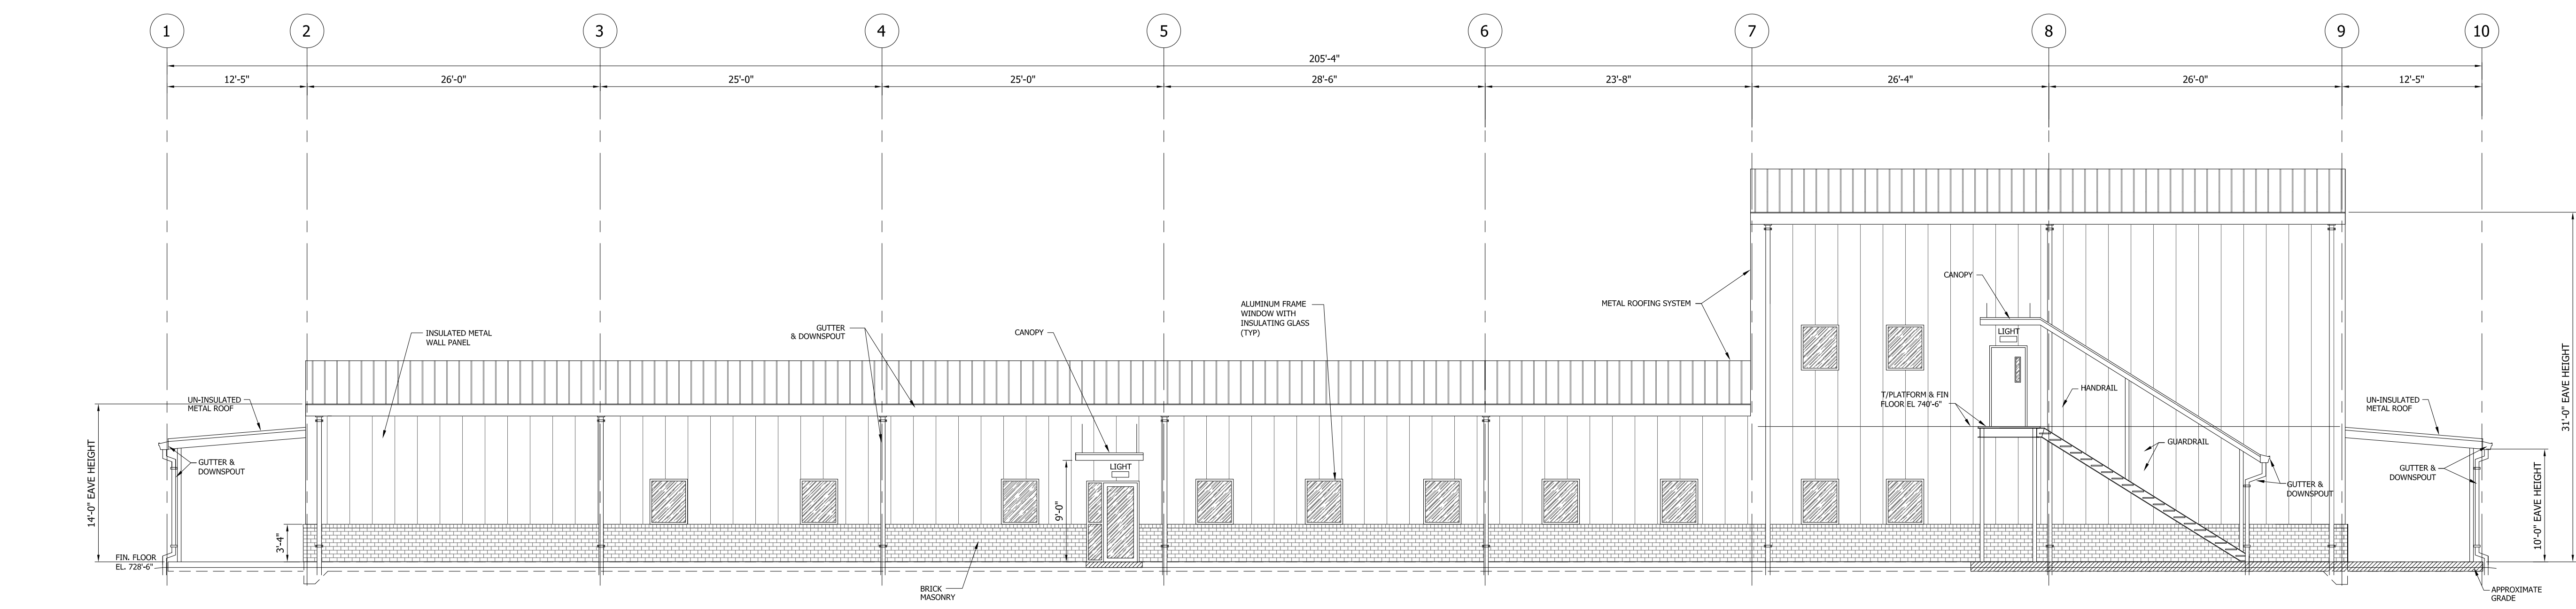 1 2 3 4 5 6 7 8 9 10
205'-4"
12'-5" 26'-0" 25'-0" 25'-0" 28'-6" 23'-8" 26'-4" 26'-0" 12'-5"
CANOPY
METAL ROOFING SYSTEM
ALUMINUM FRAME
WINDOW WITH
INSULATING GLASS
(TYP)
INSULATED METAL
WALL PANEL
GUTTER
& DOWNSPOUT
CANOPY
LIGHT
31'-0" EAVE HEIGHT
HANDRAIL
T/PLATFORM & FIN
FLOOR EL 740'-6"
UN-INSULATED
METAL ROOF
UN-INSULATED
METAL ROOF
GUARDRAIL
GUTTER &
DOWNSPOUT
LIGHT
GUTTER &
DOWNSPOUT
GUTTER &
DOWNSPOUT
14'-0" EAVE HEIGHT
9'-0"
10'-0" EAVE HEIGHT
3'-4"
FIN. FLOOR
EL. 728'-6"
BRICK
MASONRY
APPROXIMATE
GRADE